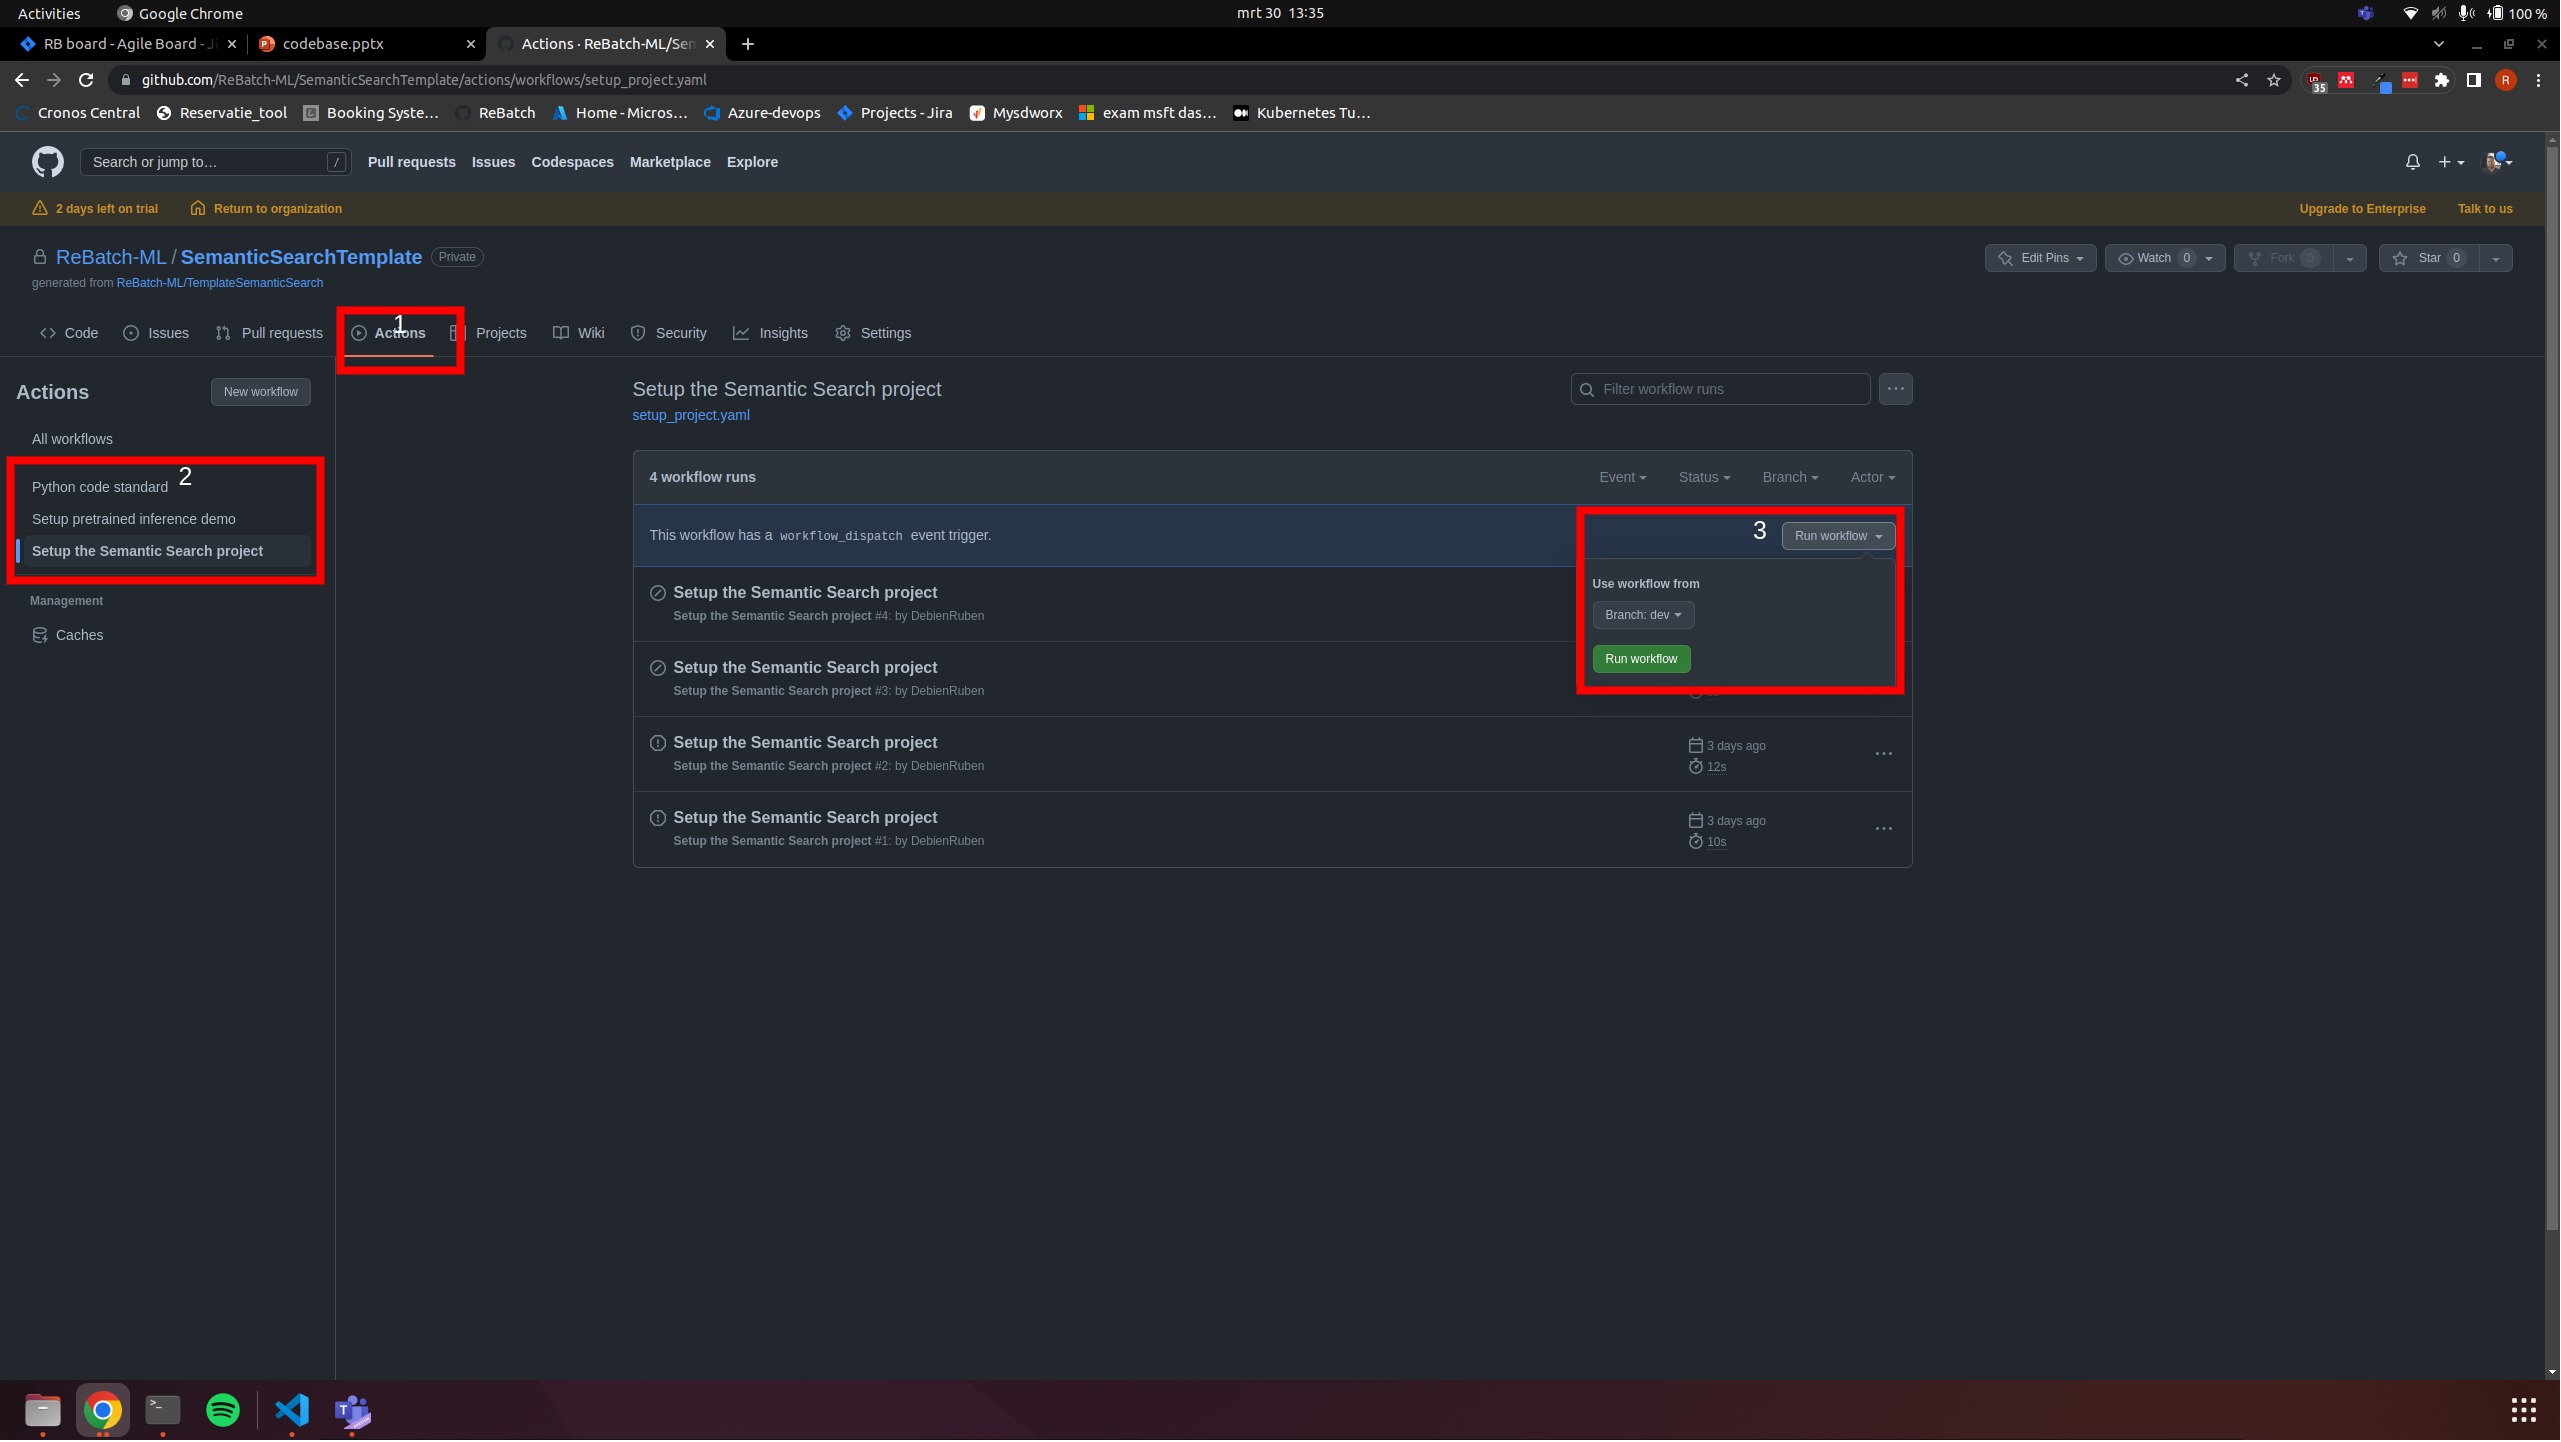 Activities Google Chrome mrt 30 13:35 100 %
RB board - Agile Board - Ji codebase.pptx Actions · ReBatch-ML/Sem
github.com/ReBatch-ML/SemanticSearchTemplate/actions/workflows/setup_project.yaml 35 R
Cronos Central Reservatie_tool Booking Syste… ReBatch Home - Micros… Azure-devops Projects - Jira Mysdworx exam msft das… Kubernetes Tu…
Search or jump to… / Pull requests Issues Codespaces Marketplace Explore
2 days left on trial Return to organization Upgrade to Enterprise Talk to us
ReBatch-ML / SemanticSearchTemplate Private Edit Pins Watch 0 Fork 0 Star 0
generated from ReBatch-ML/TemplateSemanticSearch
1
Code Issues Pull requests Actions Projects Wiki Security Insights Settings
Actions New workflow
All workflows
2
Python code standard
Setup pretrained inference demo
Setup the Semantic Search project
Management
Caches
Setup the Semantic Search project Filter workflow runs
setup_project.yaml
4 workflow runs Event Status Branch Actor
This workflow has a workflow_dispatch event trigger. 3 Run workflow
Use workflow from
Branch: dev
Run workflow
Setup the Semantic Search project
Setup the Semantic Search project #4: by DebienRuben
Setup the Semantic Search project
Setup the Semantic Search project #3: by DebienRuben
Setup the Semantic Search project
Setup the Semantic Search project #2: by DebienRuben
3 days ago
12s
Setup the Semantic Search project
Setup the Semantic Search project #1: by DebienRuben
3 days ago
10s